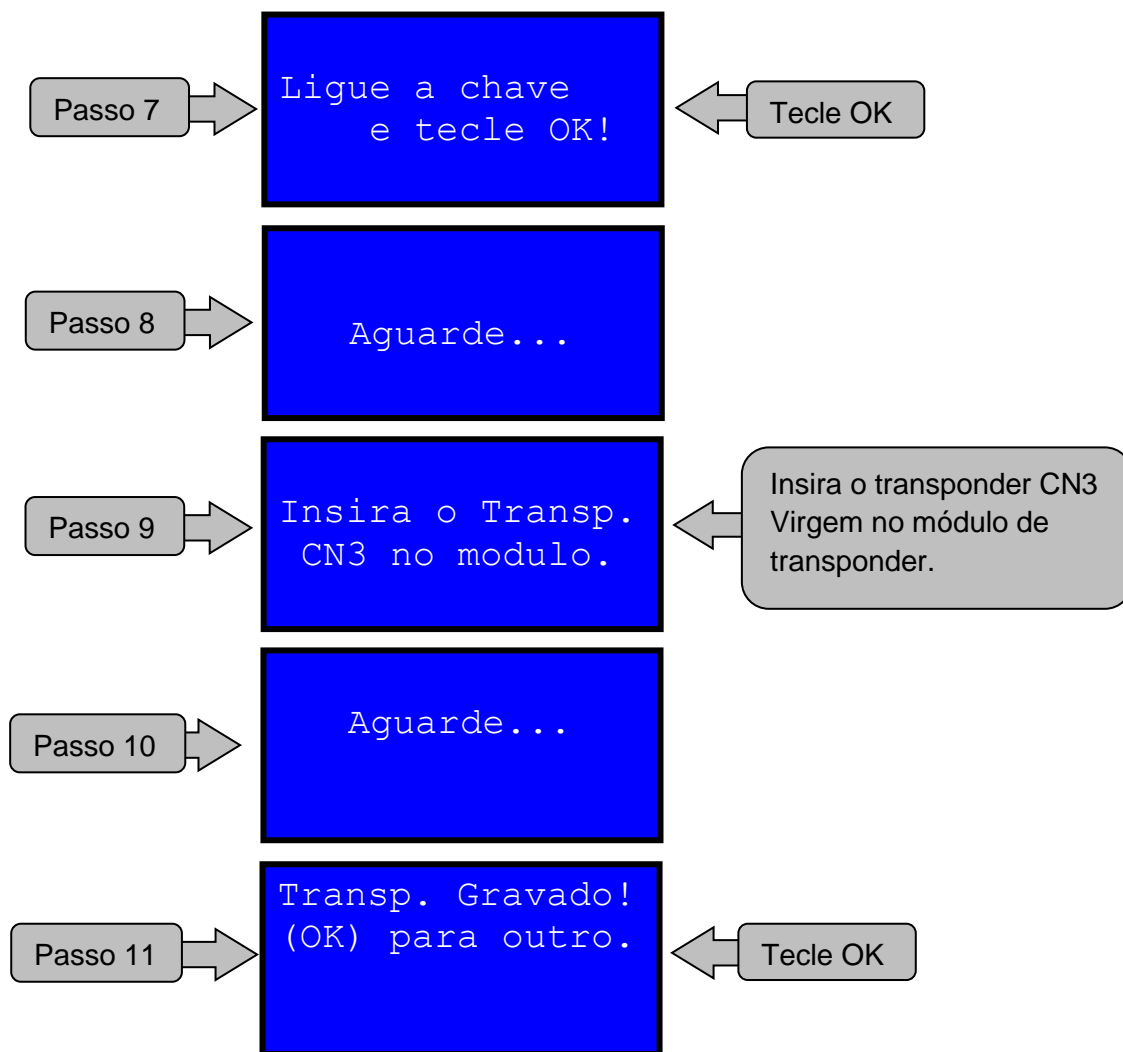 Passo 7
Ligue a chave
e tecle OK!
Tecle OK
Passo 8
Aguarde...
Passo 9
Insira o Transp.
CN3 no modulo.
Insira o transponder CN3
Virgem no módulo de
transponder.
Passo 10
Aguarde...
Passo 11
Transp. Gravado!
(OK) para outro.
Tecle OK